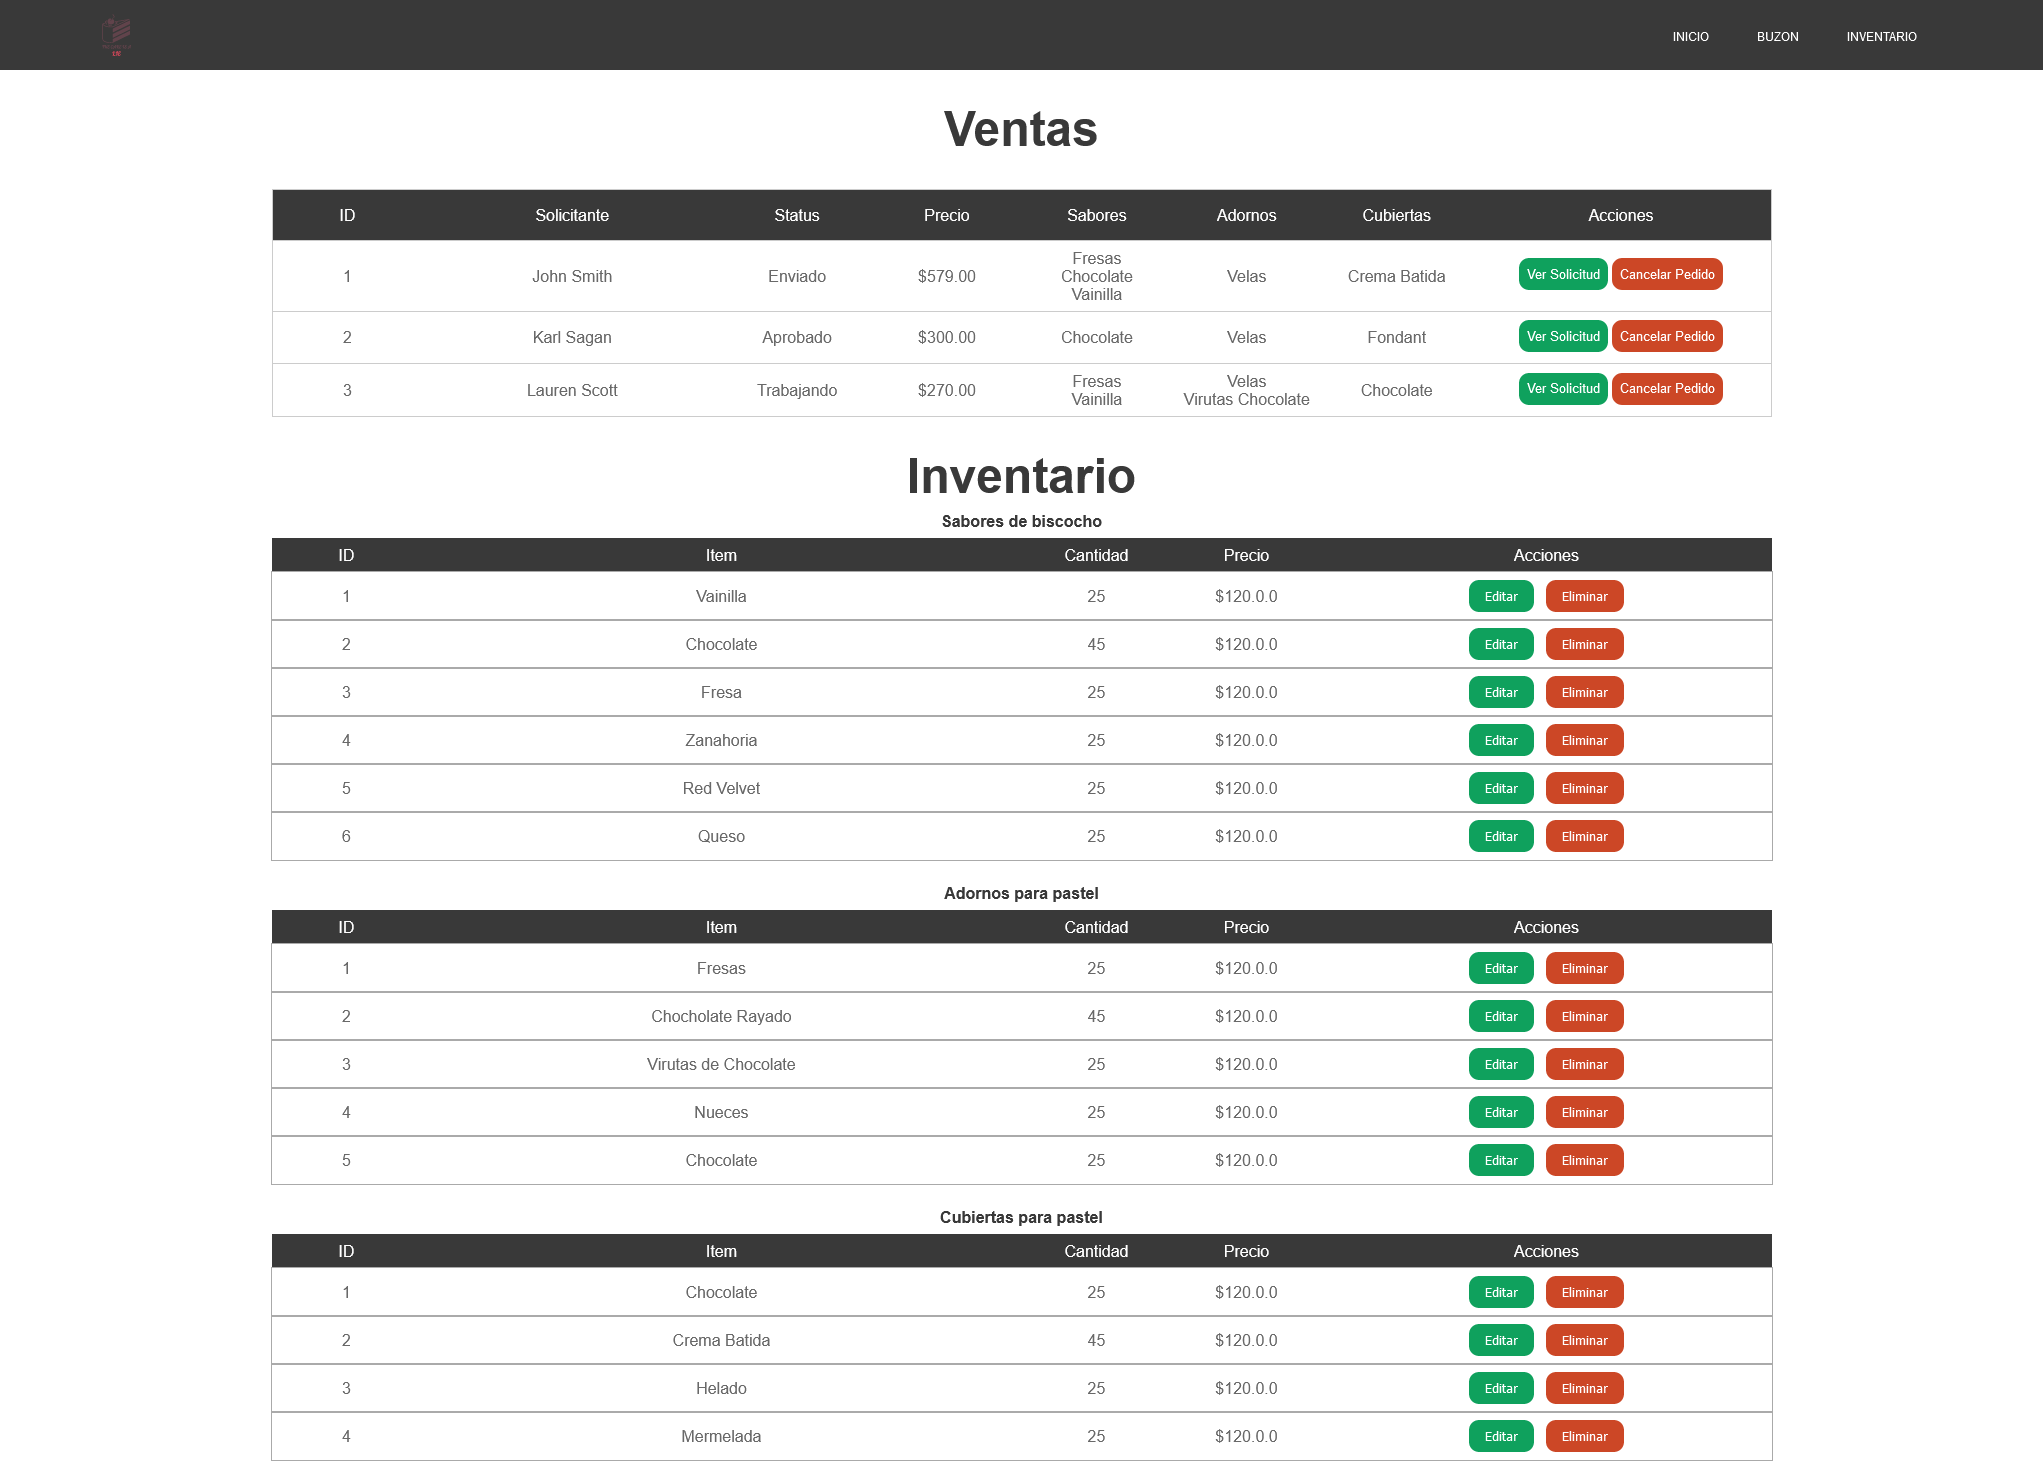 INICIO BUZON INVENTARIO
Ventas
ID Solicitante Status Precio Sabores Adornos Cubiertas Acciones
1 John Smith Enviado $579.00 Fresas Chocolate Vainilla Velas Crema Batida Ver Solicitud Cancelar Pedido
2 Karl Sagan Aprobado $300.00 Chocolate Velas Fondant Ver Solicitud Cancelar Pedido
3 Lauren Scott Trabajando $270.00 Fresas Vainilla Velas Virutas Chocolate Chocolate Ver Solicitud Cancelar Pedido
Inventario
Sabores de biscocho
ID Item Cantidad Precio Acciones
1 Vainilla 25 $120.0.0 Editar Eliminar
2 Chocolate 45 $120.0.0 Editar Eliminar
3 Fresa 25 $120.0.0 Editar Eliminar
4 Zanahoria 25 $120.0.0 Editar Eliminar
5 Red Velvet 25 $120.0.0 Editar Eliminar
6 Queso 25 $120.0.0 Editar Eliminar
Adornos para pastel
ID Item Cantidad Precio Acciones
1 Fresas 25 $120.0.0 Editar Eliminar
2 Chocholate Rayado 45 $120.0.0 Editar Eliminar
3 Virutas de Chocolate 25 $120.0.0 Editar Eliminar
4 Nueces 25 $120.0.0 Editar Eliminar
5 Chocolate 25 $120.0.0 Editar Eliminar
Cubiertas para pastel
ID Item Cantidad Precio Acciones
1 Chocolate 25 $120.0.0 Editar Eliminar
2 Crema Batida 45 $120.0.0 Editar Eliminar
3 Helado 25 $120.0.0 Editar Eliminar
4 Mermelada 25 $120.0.0 Editar Eliminar